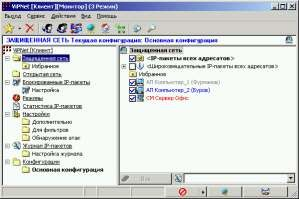 ViPNet [Клиент][Монитор] (3 Режим)
Выход Сервис Действия Вид Помощь
ЗАЩИЩЕННАЯ СЕТЬ Текущая конфигурация: Основная конфигурация
ViPNet [Клиент]
Защищенная сеть
Избранное
Открытая сеть
Блокированные IP-пакеты
Настройка
Режимы
Статистика IP-пакетов
Настройки
Дополнительно
Для фильтров
Обнаружение атак
Журнал IP-пакетов
Настройка журнала
Конфигурации
Основная конфигурация
Защищенная сеть
<IP-пакеты всех адресатов>
<Широковещательные IP-пакеты всех адресатов>
Избранное
АП Компьютер_1 (Фурманов)
АП Компьютер_2 (Буров)
СМ Сервер Офис